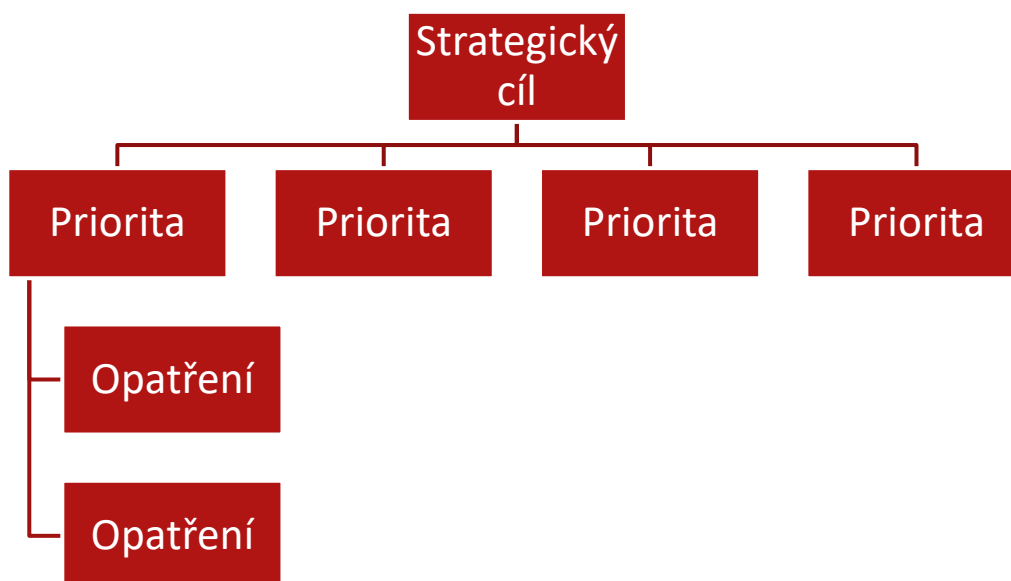 Strategický
cíl
Priorita
Priorita
Priorita
Priorita
Opatření
Opatření